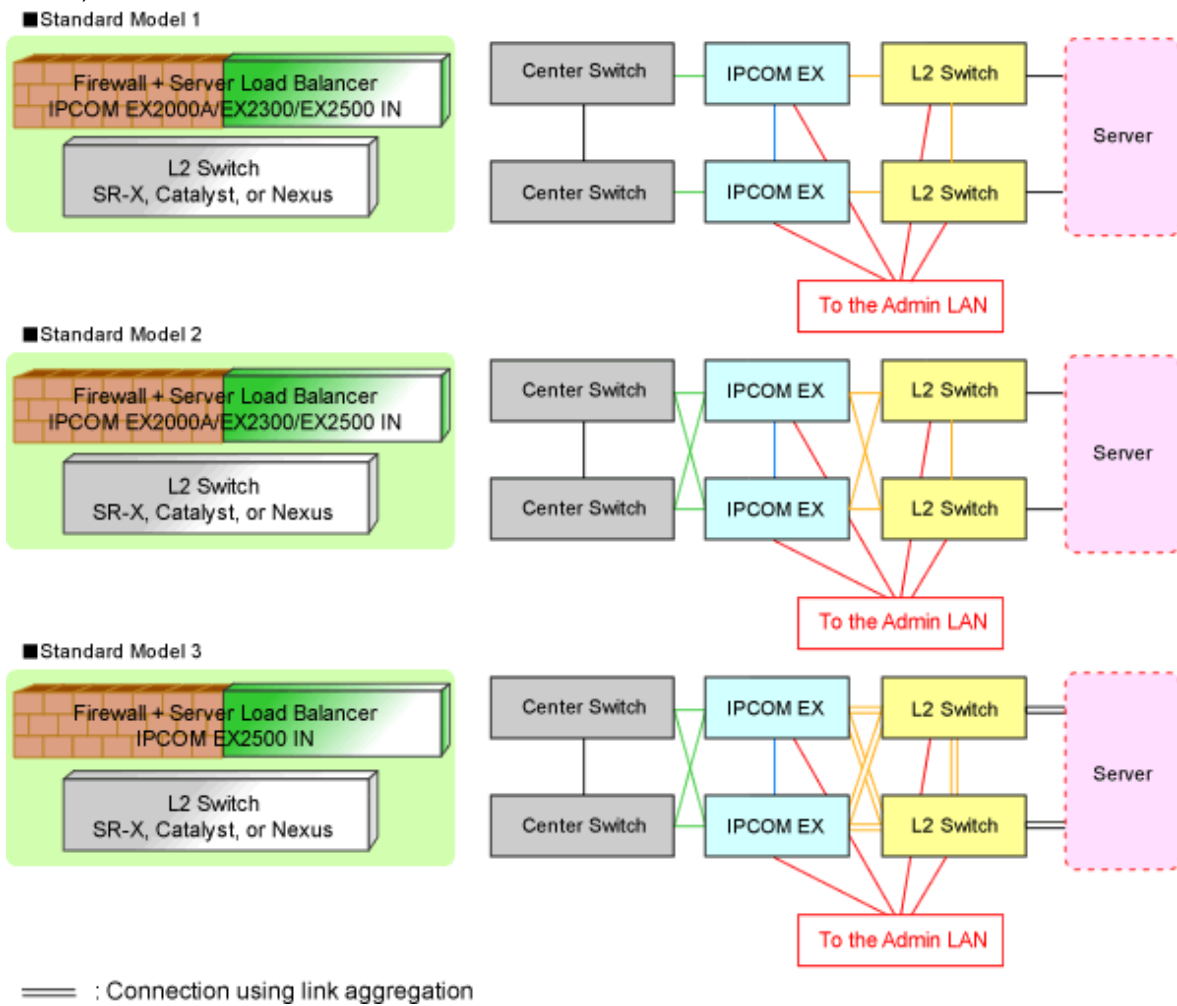 ■Standard Model 1
Firewall + Server Load Balancer
IPCOM EX2000A/EX2300/EX2500 IN
L2 Switch
SR-X, Catalyst, or Nexus
Center Switch
IPCOM EX
L2 Switch
Server
Center Switch
IPCOM EX
L2 Switch
To the Admin LAN
■Standard Model 2
Firewall + Server Load Balancer
IPCOM EX2000A/EX2300/EX2500 IN
L2 Switch
SR-X, Catalyst, or Nexus
Center Switch
IPCOM EX
L2 Switch
Server
Center Switch
IPCOM EX
L2 Switch
To the Admin LAN
■Standard Model 3
Firewall + Server Load Balancer
IPCOM EX2500 IN
L2 Switch
SR-X, Catalyst, or Nexus
Center Switch
IPCOM EX
L2 Switch
Server
Center Switch
IPCOM EX
L2 Switch
To the Admin LAN
: Connection using link aggregation